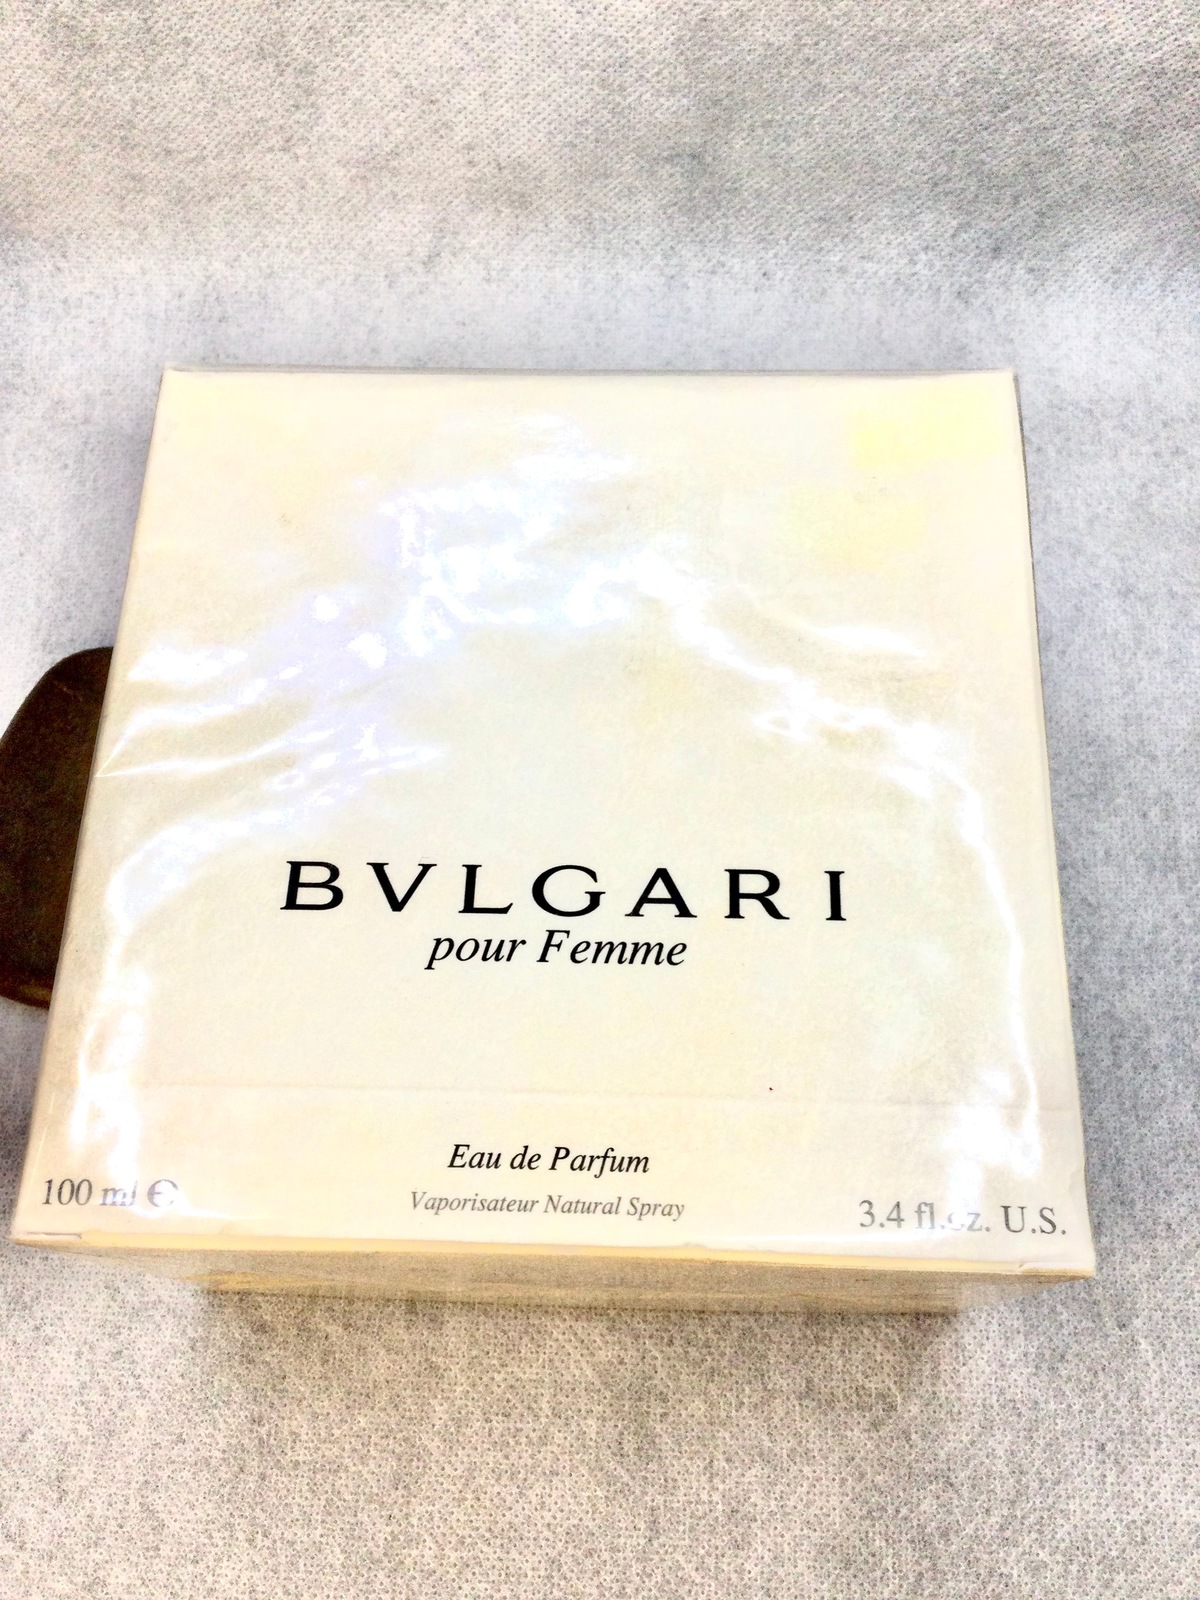 BVLGARI
pour Femme
Eau de Parfum
Vaporisateur Natural Spray
100 ml ℮
3.4 fl.oz. U.S.